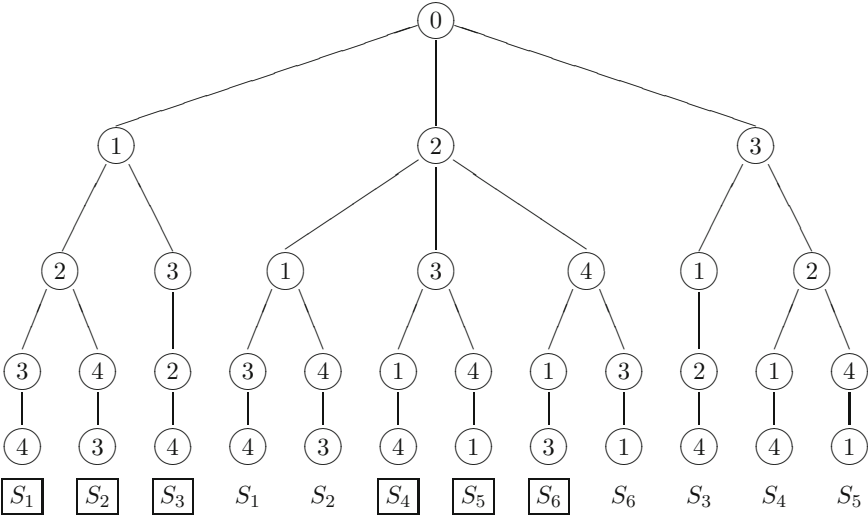 0
1 2 3
2 3 1 3 4 1 2
3 4 2 3 4 1 4 1 3 2 1 4
4 3 4 4 3 4 1 3 1 4 4 1
S₁ S₂ S₃ S₁ S₂ S₄ S₅ S₆ S₆ S₃ S₄ S₅